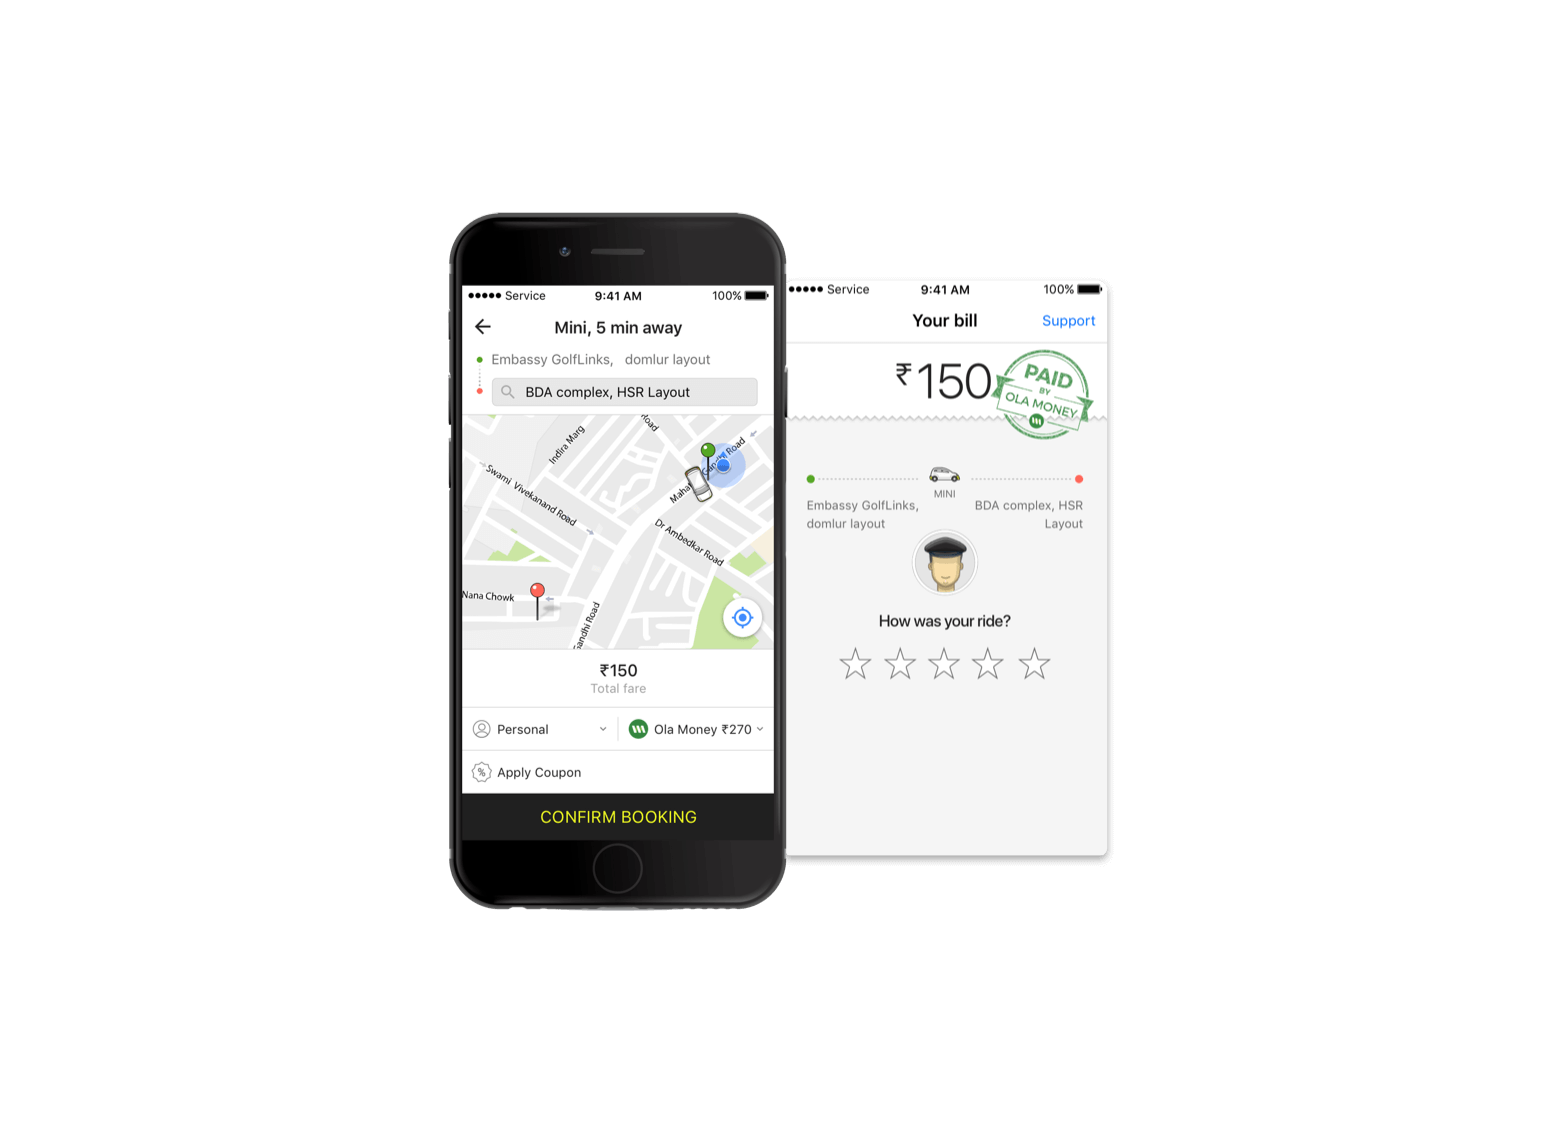 Service 9:41 AM 100%
Mini, 5 min away
Embassy GolfLinks, domlur layout
BDA complex, HSR Layout
Road
Indira Marg
Swami Vivekanand Road
Gandhi Road
Dr Ambedkar Road
Nana Chowk
Gandhi Road
₹150
Total fare
Personal
Ola Money ₹270
% Apply Coupon
CONFIRM BOOKING
Service 9:41 AM 100%
Your bill Support
₹150
PAID
BY
OLA MONEY
MINI
Embassy GolfLinks,
domlur layout
BDA complex, HSR
Layout
How was your ride?